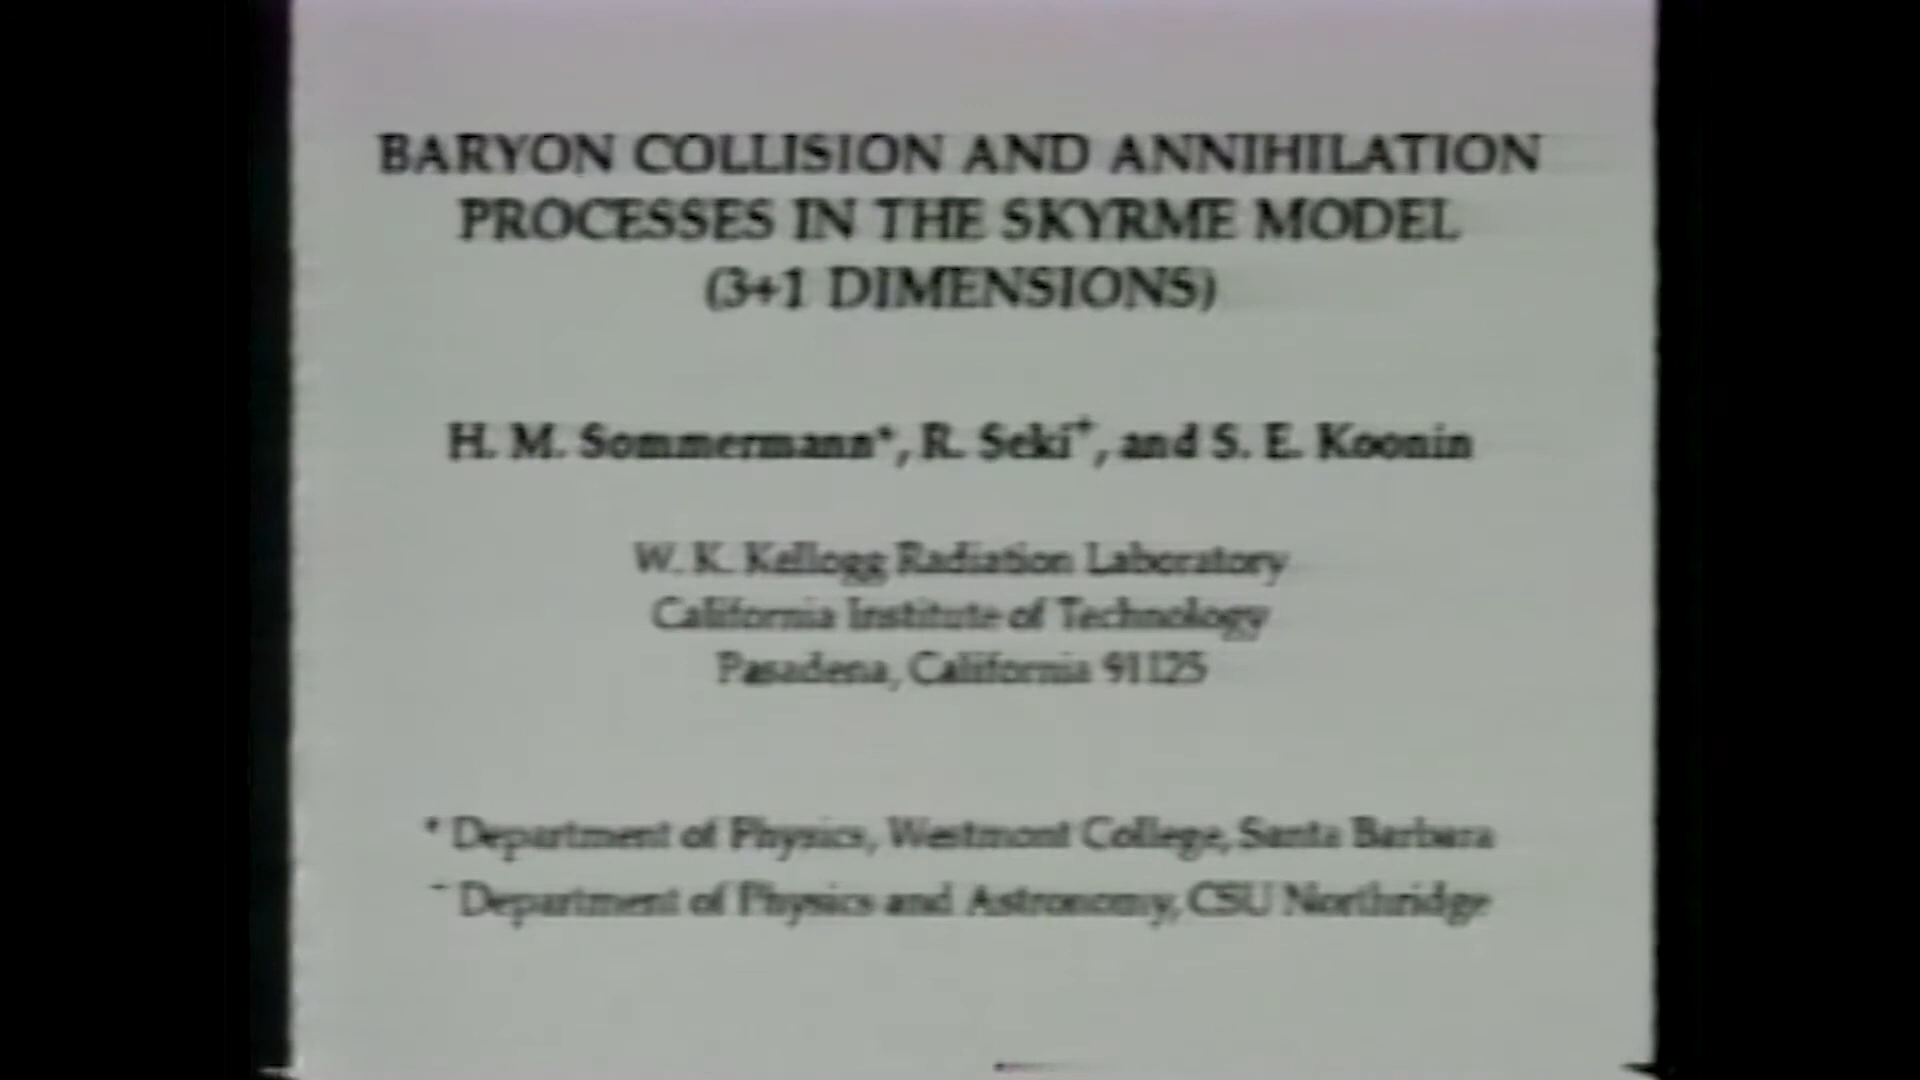 BARYON COLLISION AND ANNIHILATION
PROCESSES IN THE SKYRME MODEL
(3+1 DIMENSIONS)
H. M. Sommermann*, R. Seki+, and S. E. Koonin
W. K. Kellogg Radiation Laboratory
California Institute of Technology
Pasadena, California 91125
* Department of Physics, Westmont College, Santa Barbara
+ Department of Physics and Astronomy, CSU Northridge